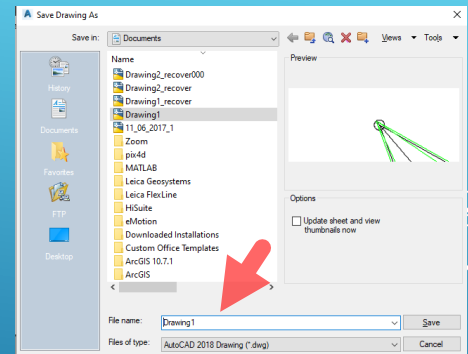 A Save Drawing As
Save in: Documents
Views Tools
Name
Preview
Drawing2_recover000
Drawing2_recover
Drawing1_recover
Drawing1
11_06_2017_1
Zoom
pix4d
MATLAB
Leica Geosystems
Leica FlexLine
HiSuite
eMotion
Downloaded Installations
Custom Office Templates
ArcGIS 10.7.1
ArcGIS
History
Documents
Favorites
FTP
Desktop
Options
Update sheet and view
thumbnails now
File name: Drawing1
Save
Files of type: AutoCAD 2018 Drawing (*.dwg)
Cancel